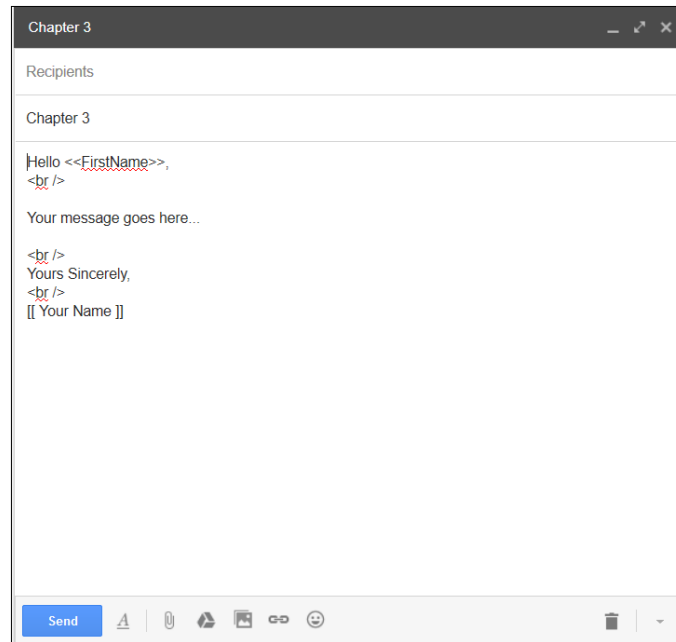 Chapter 3
Recipients
Chapter 3
Hello <<FirstName>>,
<br />
Your message goes here...
<br />
Yours Sincerely,
<br />
[[ Your Name ]]
Send
A